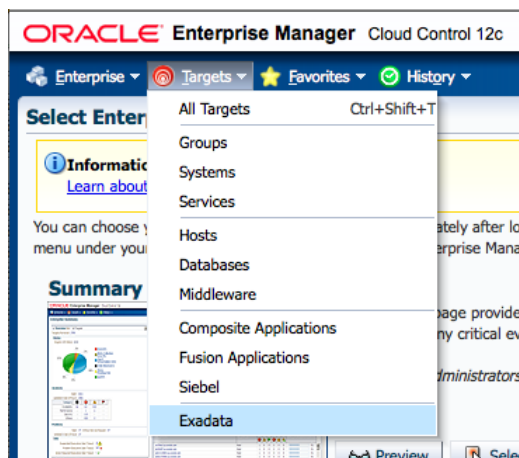 ORACLE Enterprise Manager Cloud Control 12c
Enterprise Targets Favorites History
Select Enter
All Targets Ctrl+Shift+T
Groups
Informatio
Learn about
Systems
Services
You can choose ately after lo
Hosts
menu under your erprise Mana
Databases
Summary
Middleware
page provide
Composite Applications
ny critical ev
Fusion Applications
Siebel
dministrators
Exadata
Preview Sele